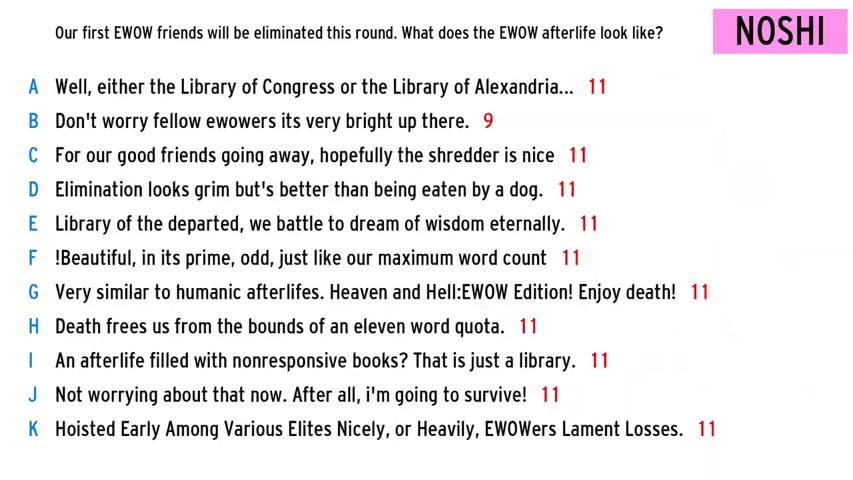 Our first EWOW friends will be eliminated this round. What does the EWOW afterlife look like?
NOSHI
A Well, either the Library of Congress or the Library of Alexandria... 11
B Don't worry fellow ewowers its very bright up there. 9
C For our good friends going away, hopefully the shredder is nice 11
D Elimination looks grim but's better than being eaten by a dog. 11
E Library of the departed, we battle to dream of wisdom eternally. 11
F !Beautiful, in its prime, odd, just like our maximum word count 11
G Very similar to humanic afterlifes. Heaven and Hell:EWOW Edition! Enjoy death! 11
H Death frees us from the bounds of an eleven word quota. 11
I An afterlife filled with nonresponsive books? That is just a library. 11
J Not worrying about that now. After all, i'm going to survive! 11
K Hoisted Early Among Various Elites Nicely, or Heavily, EWOWers Lament Losses. 11